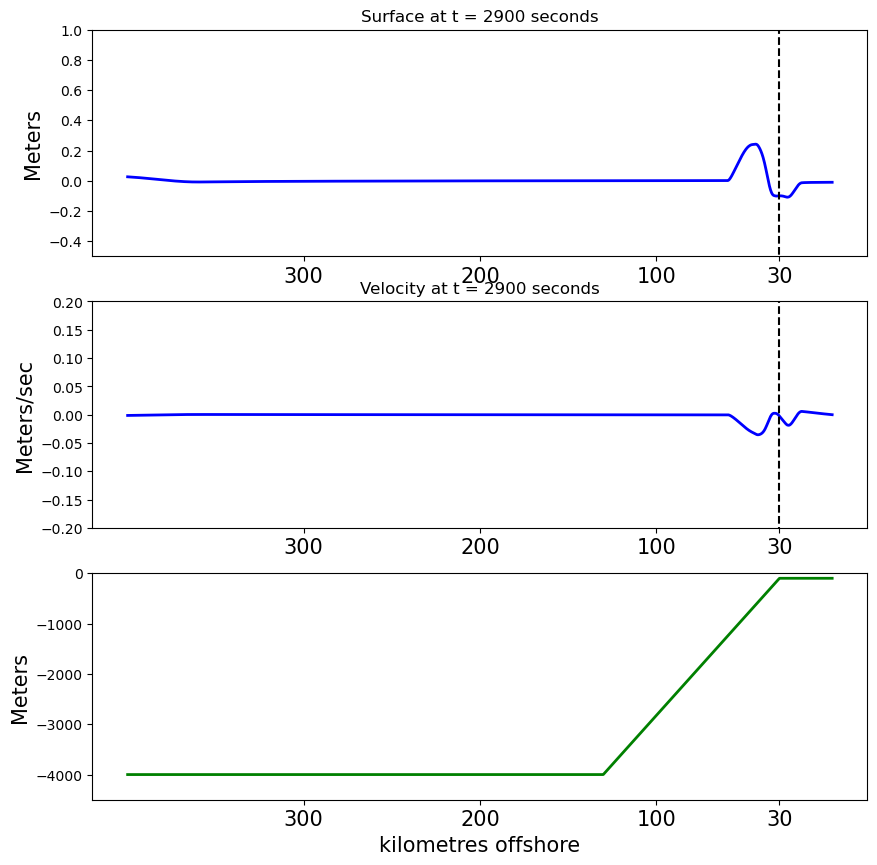 Surface at t = 2900 seconds
1.0
0.8
0.6
0.4
0.2
0.0
−0.2
−0.4
Meters
300 200 100 30
Velocity at t = 2900 seconds
0.20
0.15
0.10
0.05
0.00
−0.05
−0.10
−0.15
−0.20
Meters/sec
300 200 100 30
0
−1000
−2000
−3000
−4000
Meters
300 200 100 30
kilometres offshore